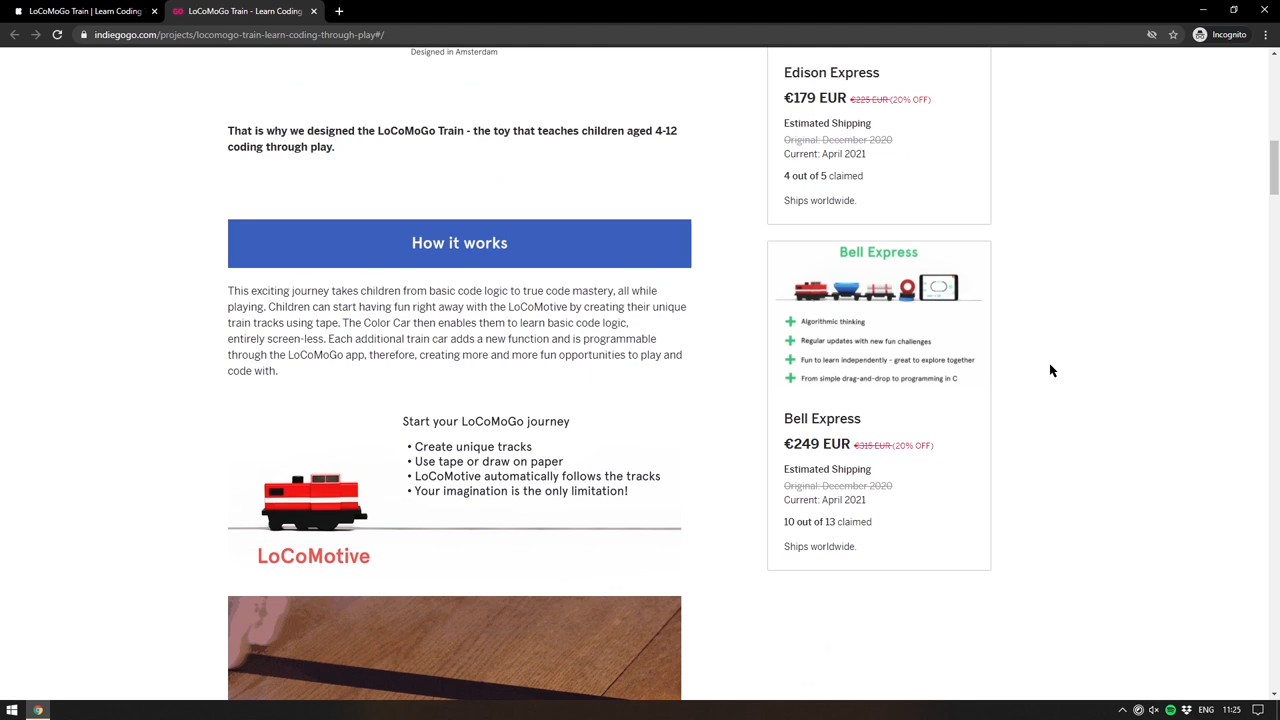 LoCoMoGo Train - Learn Coding
LoCoMoGo Train - Learn Coding
indiegogo.com/projects/locomogo-train-learn-coding-through-play#/
Incognito
Designed in Amsterdam
That is why we designed the LoCoMoGo Train - the toy that teaches children aged 4-12
coding through play.
How it works
This exciting journey takes children from basic code logic to true code mastery, all while
playing. Children can start having fun right away with the LoCoMotive by creating their unique
train tracks using tape. The Color Car then enables them to learn basic code logic,
entirely screen-less. Each additional train car adds a new function and is programmable
through the LoCoMoGo app, therefore, creating more and more fun opportunities to play and
code with.
Start your LoCoMoGo journey
• Create unique tracks
• Use tape or draw on paper
• LoCoMotive automatically follows the tracks
• Your imagination is the only limitation!
LoCoMotive
Edison Express
€179 EUR €225 EUR (20% OFF)
Estimated Shipping
Original: December 2020
Current: April 2021
4 out of 5 claimed
Ships worldwide.
Bell Express
Algorithmic thinking
Regular updates with new fun challenges
Fun to learn independently - great to explore together
From simple drag-and-drop to programming in C
Bell Express
€249 EUR €315 EUR (20% OFF)
Estimated Shipping
Original: December 2020
Current: April 2021
10 out of 13 claimed
Ships worldwide.
ENG 11:25